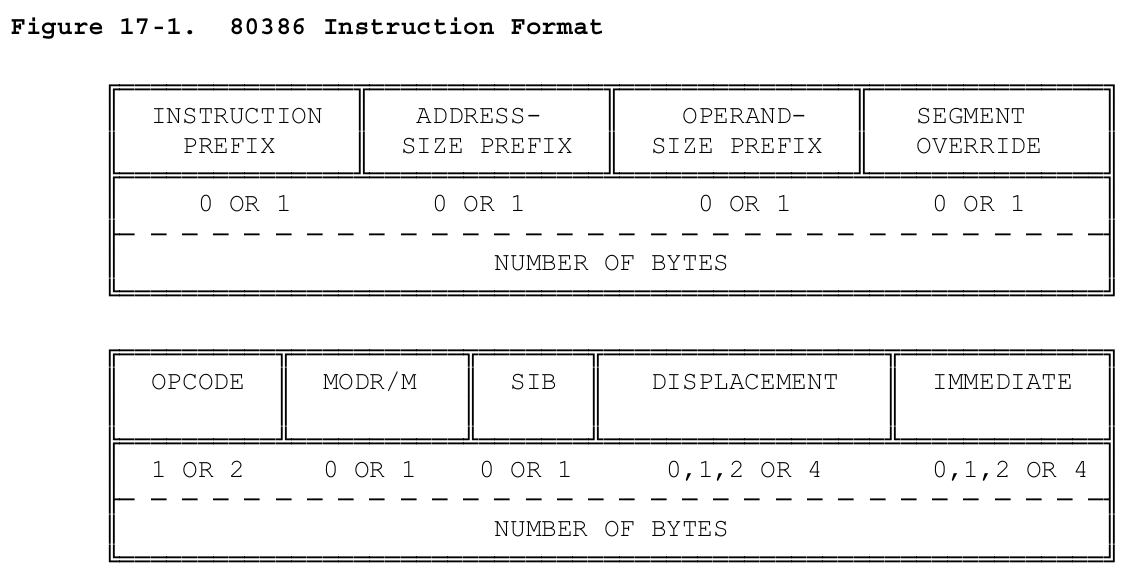 Figure 17-1.  80386 Instruction Format
INSTRUCTION ADDRESS- OPERAND- SEGMENT
PREFIX SIZE PREFIX SIZE PREFIX OVERRIDE
0 OR 1 0 OR 1 0 OR 1 0 OR 1
NUMBER OF BYTES
OPCODE MODR/M SIB DISPLACEMENT IMMEDIATE
1 OR 2 0 OR 1 0 OR 1 0,1,2 OR 4 0,1,2 OR 4
NUMBER OF BYTES